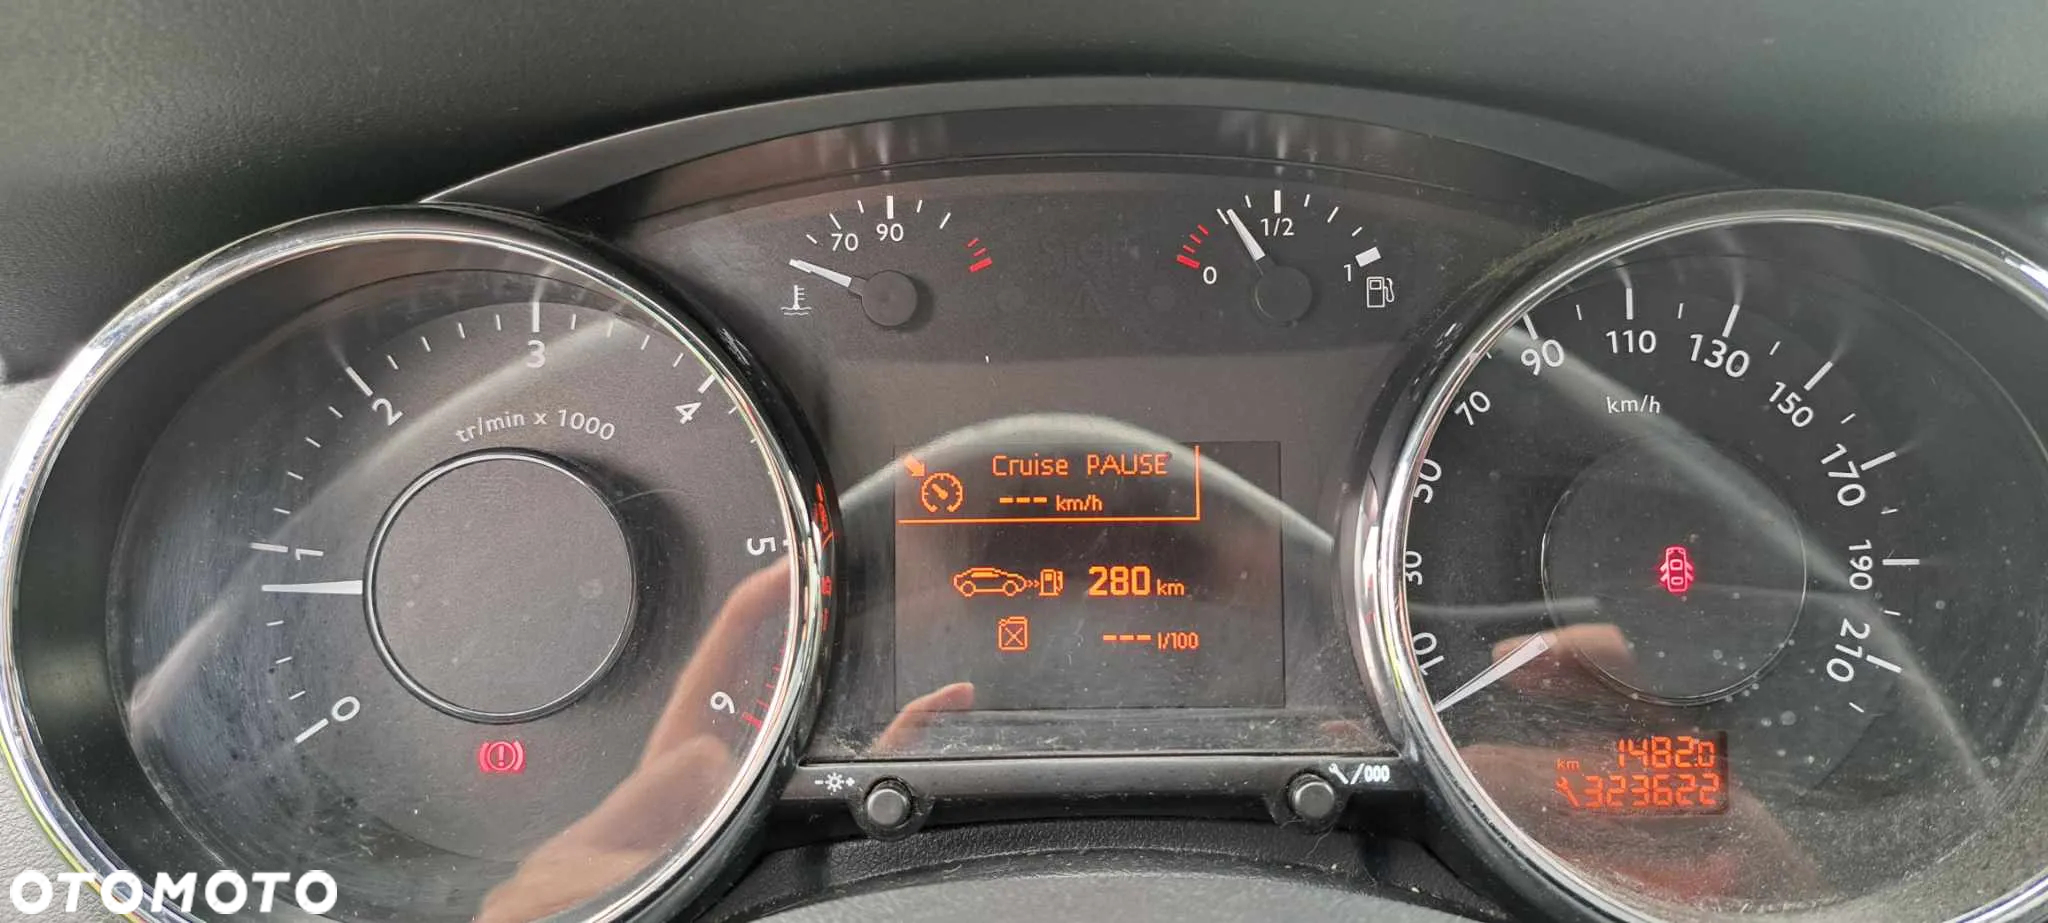 70 90
0 1/2 1
0 1 2 3 4 5 6
tr/min x 1000
Cruise PAUSE
--- km/h
280 km
--- l/100
10 30 50 70 90 110 130 150 170 190 210
km/h
km 1482.0
323622
/000
OTOMOTO